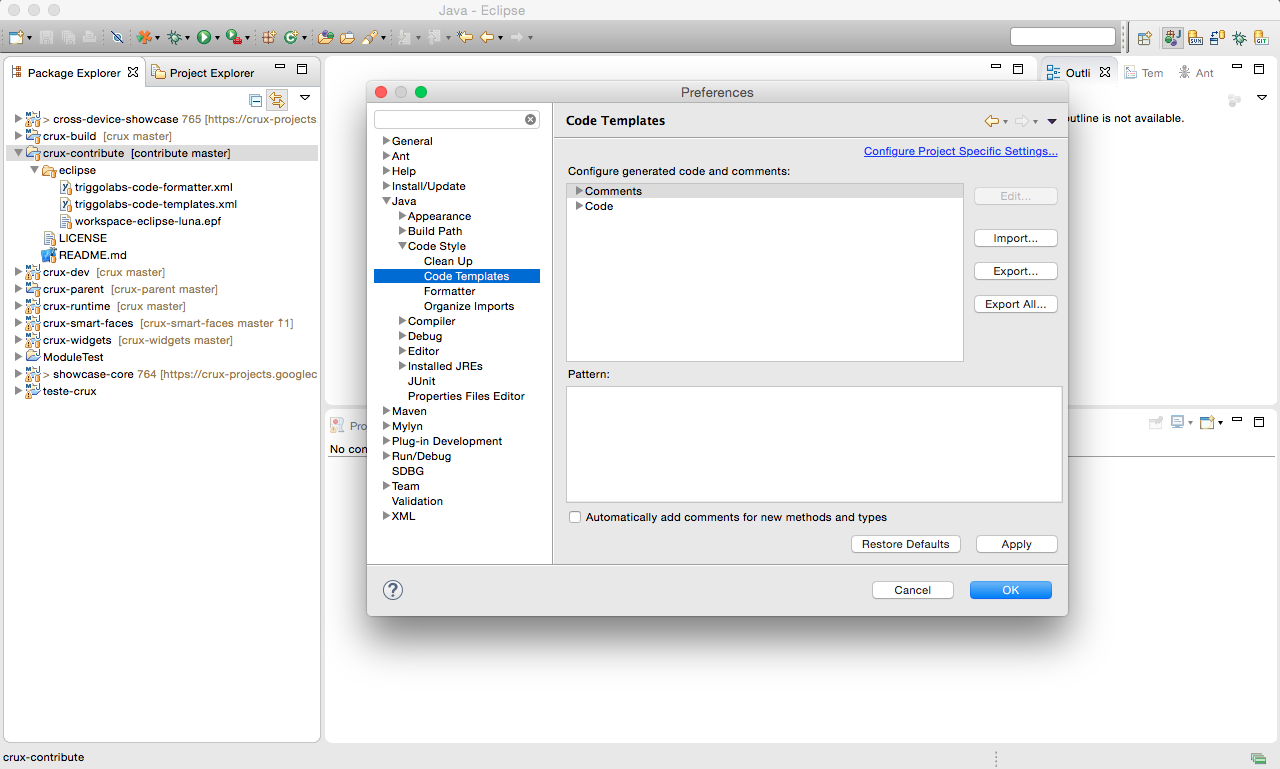 Java - Eclipse
Package Explorer
Project Explorer
Outli
Tem
Ant
> cross-device-showcase 765 [https://crux-projects.
crux-build [crux master]
crux-contribute [contribute master]
eclipse
triggolabs-code-formatter.xml
triggolabs-code-templates.xml
workspace-eclipse-luna.epf
LICENSE
README.md
crux-dev [crux master]
crux-parent [crux-parent master]
crux-runtime [crux master]
crux-smart-faces [crux-smart-faces master ↑1]
crux-widgets [crux-widgets master]
ModuleTest
> showcase-core 764 [https://crux-projects.googlec
teste-crux
utline is not available.
Pro
No con
Preferences
General
Ant
Help
Install/Update
Java
Appearance
Build Path
Code Style
Clean Up
Code Templates
Formatter
Organize Imports
Compiler
Debug
Editor
Installed JREs
JUnit
Properties Files Editor
Maven
Mylyn
Plug-in Development
Run/Debug
SDBG
Team
Validation
XML
Code Templates
Configure Project Specific Settings...
Configure generated code and comments:
Comments
Code
Edit...
Import...
Export...
Export All...
Pattern:
Automatically add comments for new methods and types
Restore Defaults
Apply
Cancel
OK
crux-contribute